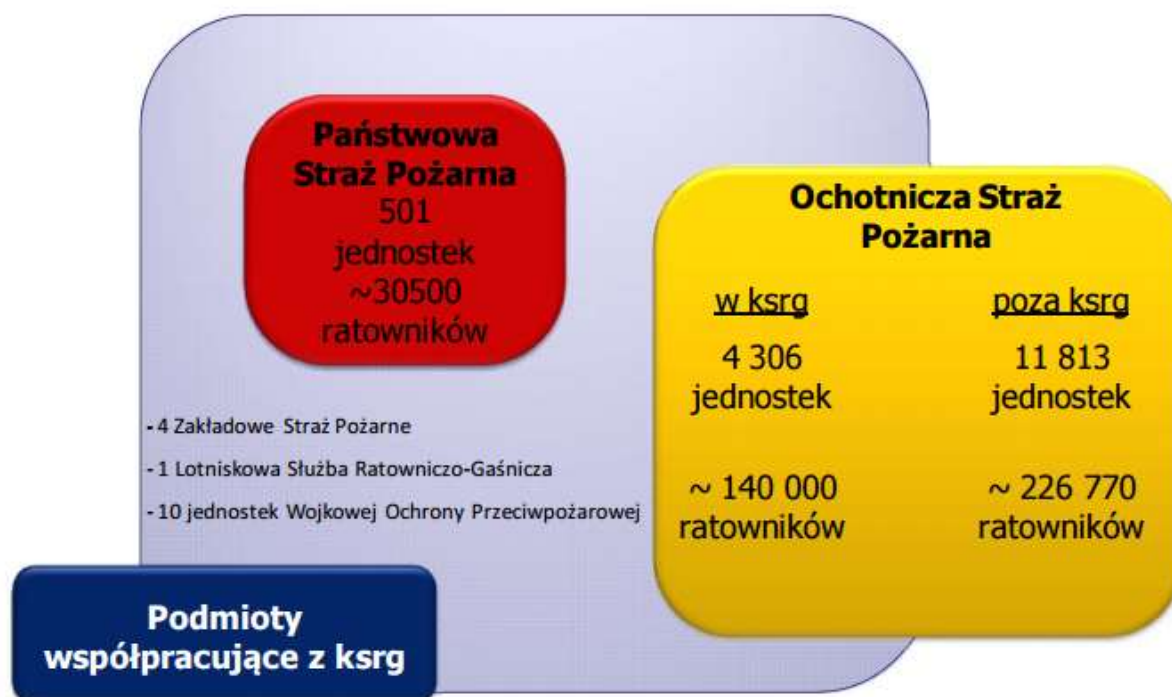 Państwowa
Straż Pożarna
501
jednostek
~30500
ratowników
- 4 Zakładowe Straż Pożarne
- 1 Lotniskowa Służba Ratowniczo-Gaśnicza
- 10 jednostek Wojkowej Ochrony Przeciwpożarowej
Ochotnicza Straż
Pożarna
w ksrg
4 306
jednostek
~ 140 000
ratowników
poza ksrg
11 813
jednostek
~ 226 770
ratowników
Podmioty
współpracujące z ksrg